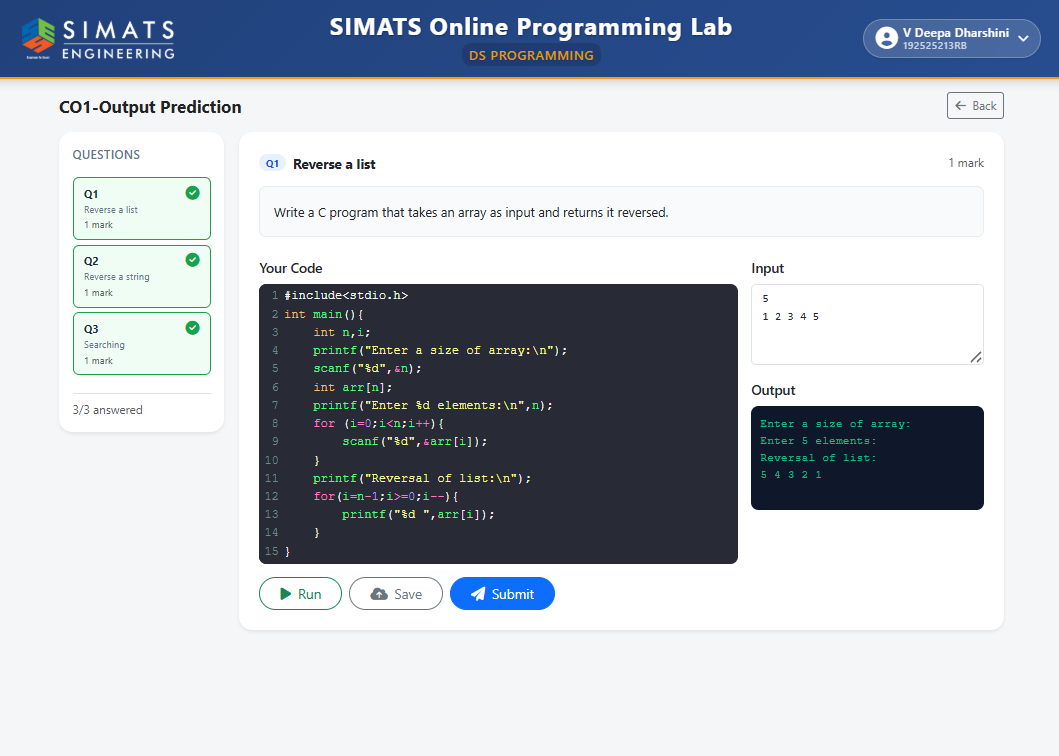 SIMATS
ENGINEERING
SIMATS Online Programming Lab
DS PROGRAMMING
V Deepa Dharshini
192525213RB
CO1-Output Prediction
Back
QUESTIONS
Q1
Reverse a list
1 mark
Q2
Reverse a string
1 mark
Q3
Searching
1 mark
3/3 answered
Q1 Reverse a list
1 mark
Write a C program that takes an array as input and returns it reversed.
Your Code
1 #include<stdio.h>
2 int main(){
3     int n,i;
4     printf("Enter a size of array:\n");
5     scanf("%d",&n);
6     int arr[n];
7     printf("Enter %d elements:\n",n);
8     for (i=0;i<n;i++){
9         scanf("%d",&arr[i]);
10     }
11     printf("Reversal of list:\n");
12     for(i=n-1;i>=0;i--){
13         printf("%d ",arr[i]);
14     }
15 }
Run
Save
Submit
Input
5
1 2 3 4 5
Output
Enter a size of array:
Enter 5 elements:
Reversal of list:
5 4 3 2 1